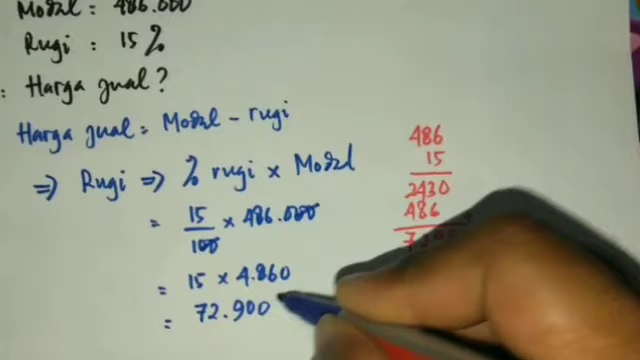 Modal = 486.000
Rugi : 15%
: Harga jual?
Harga jual = Modal - rugi
⇒ Rugi ⇒ % rugi × Modal
= 15/100 × 486.000
= 15 × 4.860
= 72.900
486
15
2430
486